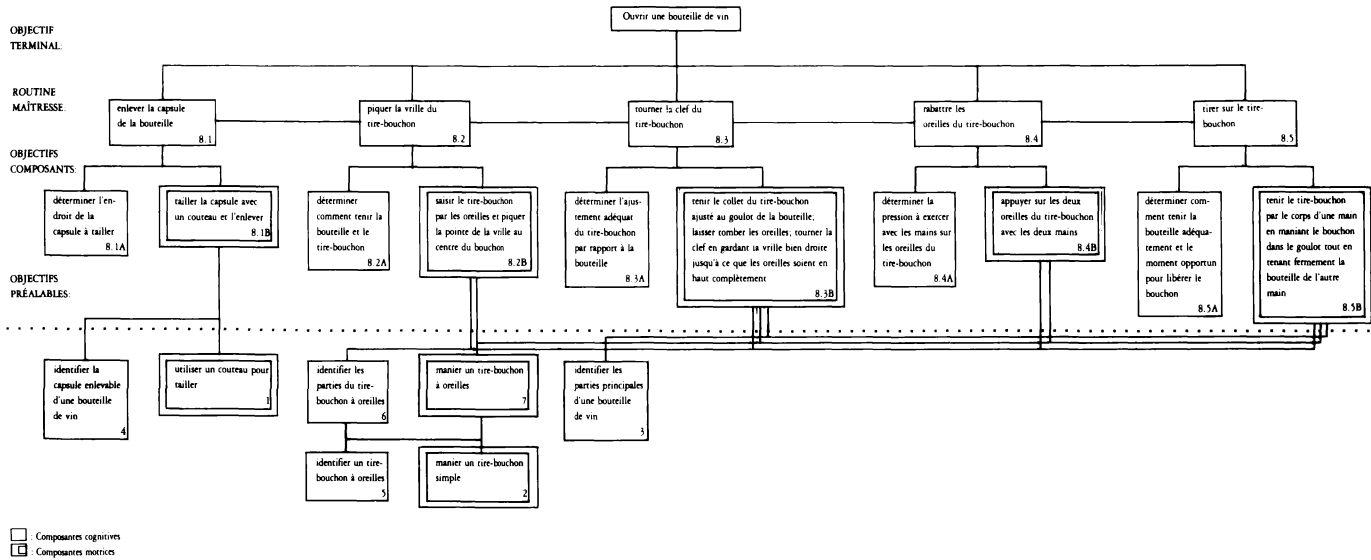 Ouvrir une bouteille de vin
OBJECTIF
TERMINAL:
ROUTINE
MAÎTRESSE:
enlever la capsule
de la bouteille
8.1
piquer la vrille du
tire-bouchon
8.2
tourner la clef du
tire-bouchon
8.3
rabattre les
oreilles du tire-bouchon
8.4
tirer sur le tire-
bouchon
8.5
OBJECTIFS
COMPOSANTS:
déterminer l'en-
droit de la
capsule à tailler
8.1A
tailler la capsule avec
un couteau et l'enlever
8.1B
déterminer
comment tenir la
bouteille et le
tire-bouchon
8.2A
saisir le tire-bouchon
par les oreilles et piquer
la pointe de la ville au
centre du bouchon
8.2B
déterminer l'ajus-
tement adéquat
du tire-bouchon
par rapport à la
bouteille
8.3A
tenir le collet du tire-bouchon
ajusté au goulot de la bouteille;
laisser tomber les oreilles; tourner la
clef en gardant la vrille bien droite
jusqu'à ce que les oreilles soient en
haut complètement
8.3B
déterminer la
pression à exercer
avec les mains sur
les oreilles du
tire-bouchon
8.4A
appuyer sur les deux
oreilles du tire-bouchon
avec les deux mains
8.4B
déterminer com-
ment tenir la
bouteille adéqua-
tement et le
moment opportun
pour libérer le
bouchon
8.5A
tenir le tire-bouchon
par le corps d'une main
en maniant le bouchon
dans le goulot tout en
tenant fermement la
bouteille de l'autre
main
8.5B
OBJECTIFS
PRÉALABLES:
identifier la
capsule enlevable
d'une bouteille
de vin
4
utiliser un couteau pour
tailler
1
identifier les
parties du tire-
bouchon à oreilles
6
manier un tire-bouchon
à oreilles
7
identifier les
parties principales
d'une bouteille
de vin
3
identifier un tire-
bouchon à oreilles
5
manier un tire-bouchon
simple
2
: Composantes cognitives
: Composantes motrices